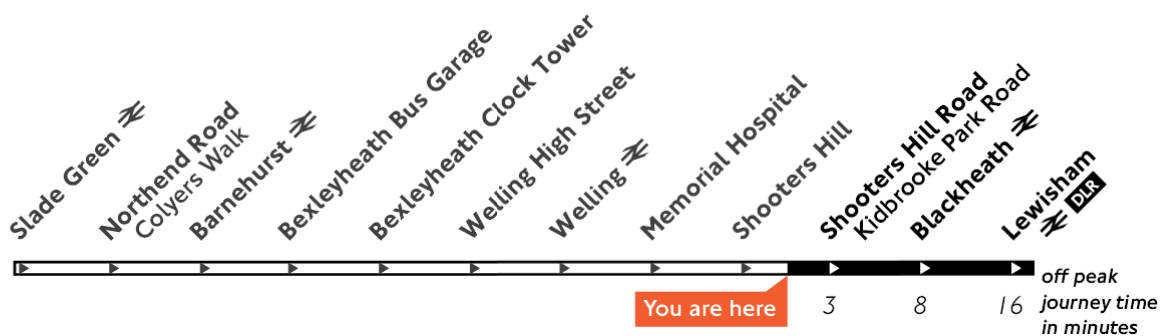 Slade Green
Northend Road
Colyers Walk
Barnehurst
Bexleyheath Bus Garage
Bexleyheath Clock Tower
Welling High Street
Welling
Memorial Hospital
Shooters Hill
Shooters Hill Road
Kidbrooke Park Road
Blackheath
Lewisham
DLR
You are here
3
8
16
off peak
journey time
in minutes